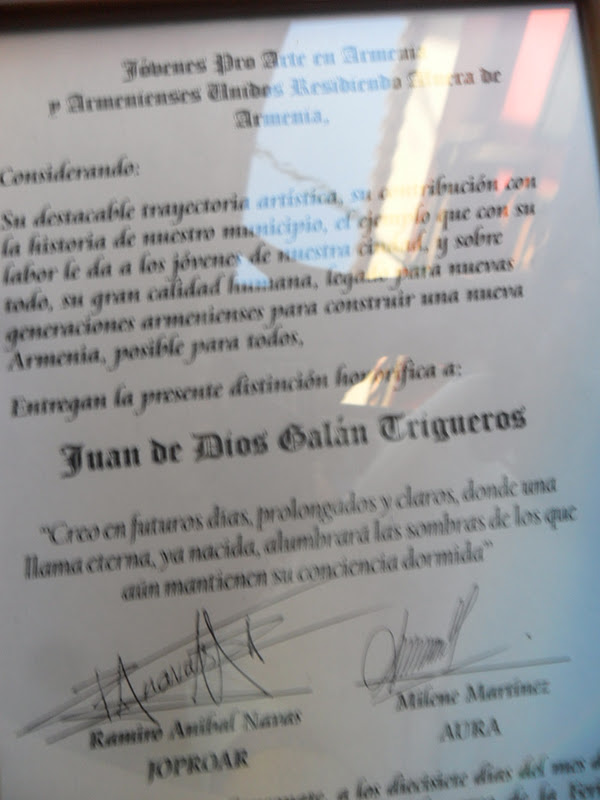 Jóvenes Pro Arte en Armenia
y Armenienses Unidos Residiendo Fuera de
Armenia.
Considerando:
Su destacable trayectoria artística, su contribución con
la historia de nuestro municipio, el ejemplo que con su
labor le da a los jóvenes de nuestra ciudad, y sobre
todo, su gran calidad humana, legado para nuevas
generaciones armenienses para construir una nueva
Armenia, posible para todos,
Entregan la presente distinción honorífica a:
Juan de Dios Galán Trigueros
"Creo en futuros días, prolongados y claros, donde una
llama eterna, ya nacida, alumbrará las sombras de los que
aún mantienen su conciencia dormida"
Ramiro Anibal Navas
Milene Martínez
JOPROAR
AURA
a los diecisiete días del mes d
de la Feri